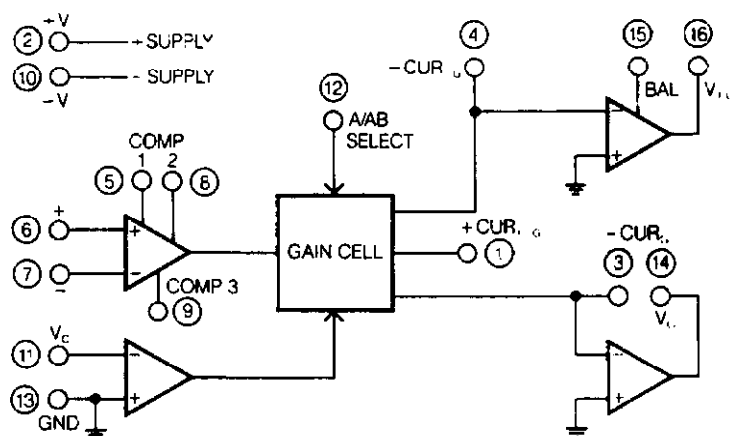 +V
2 + SUPPLY
10 - SUPPLY
-V
12
A/AB
SELECT
COMP
1 2
5 8
6 +
7 -
+
-
COMP 3
9
GAIN CELL
4
-CUR
15 16
BAL
-
+
+CUR
1
-CUR
3 14
-
+
11 VC
13
GND
-
+